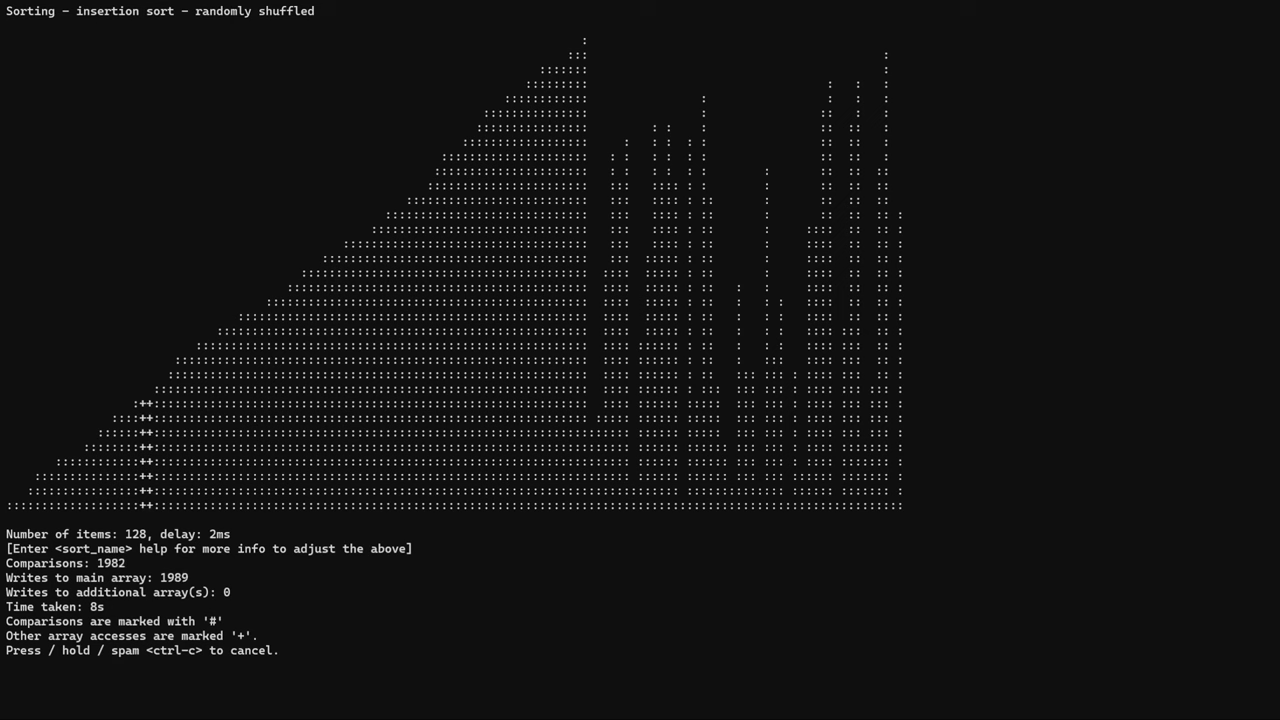 Sorting - insertion sort - randomly shuffled
Number of items: 128, delay: 2ms
[Enter <sort_name> help for more info to adjust the above]
Comparisons: 1982
Writes to main array: 1989
Writes to additional array(s): 0
Time taken: 8s
Comparisons are marked with '#'
Other array accesses are marked '+'.
Press / hold / spam <ctrl-c> to cancel.